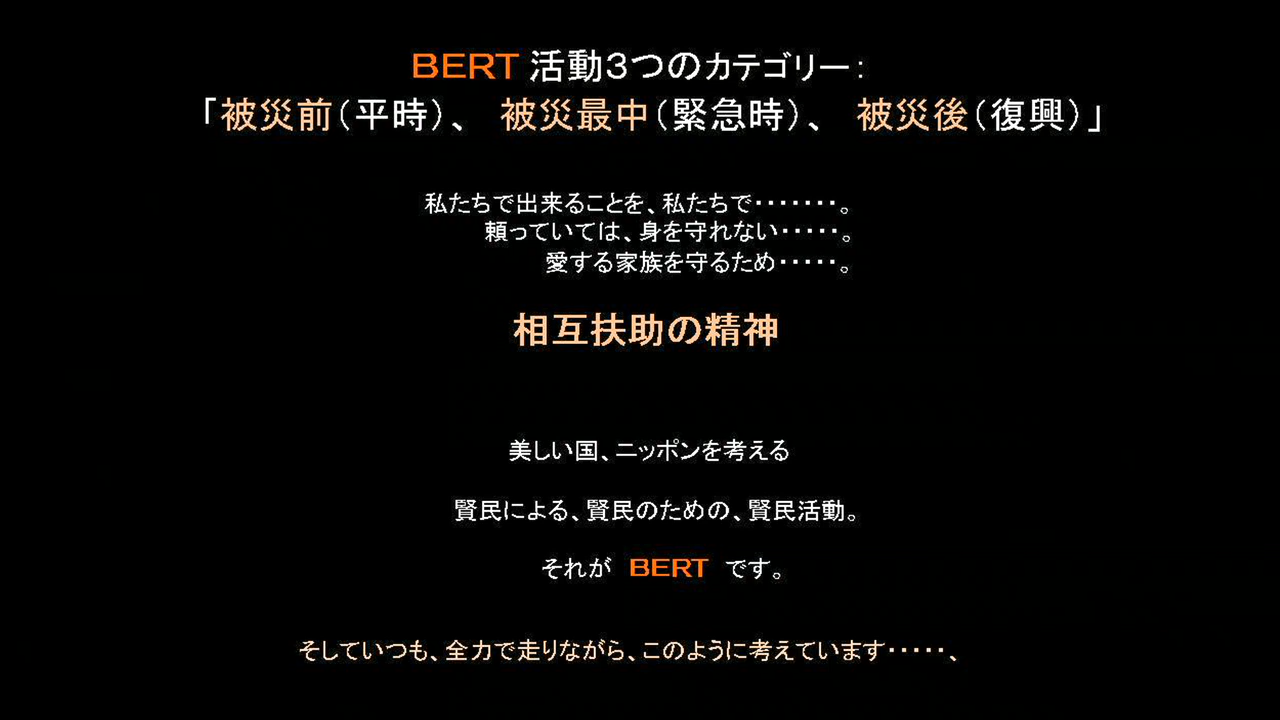 BERT 活動3つのカテゴリー：
「被災前（平時）、 被災最中（緊急時）、 被災後（復興）」
私たちで出来ることを、私たちで・・・・・・・。
頼っていては、身を守れない・・・・・。
愛する家族を守るため・・・・・。
相互扶助の精神
美しい国、ニッポンを考える
賢民による、賢民のための、賢民活動。
それが BERT です。
そしていつも、全力で走りながら、このように考えています・・・・・、